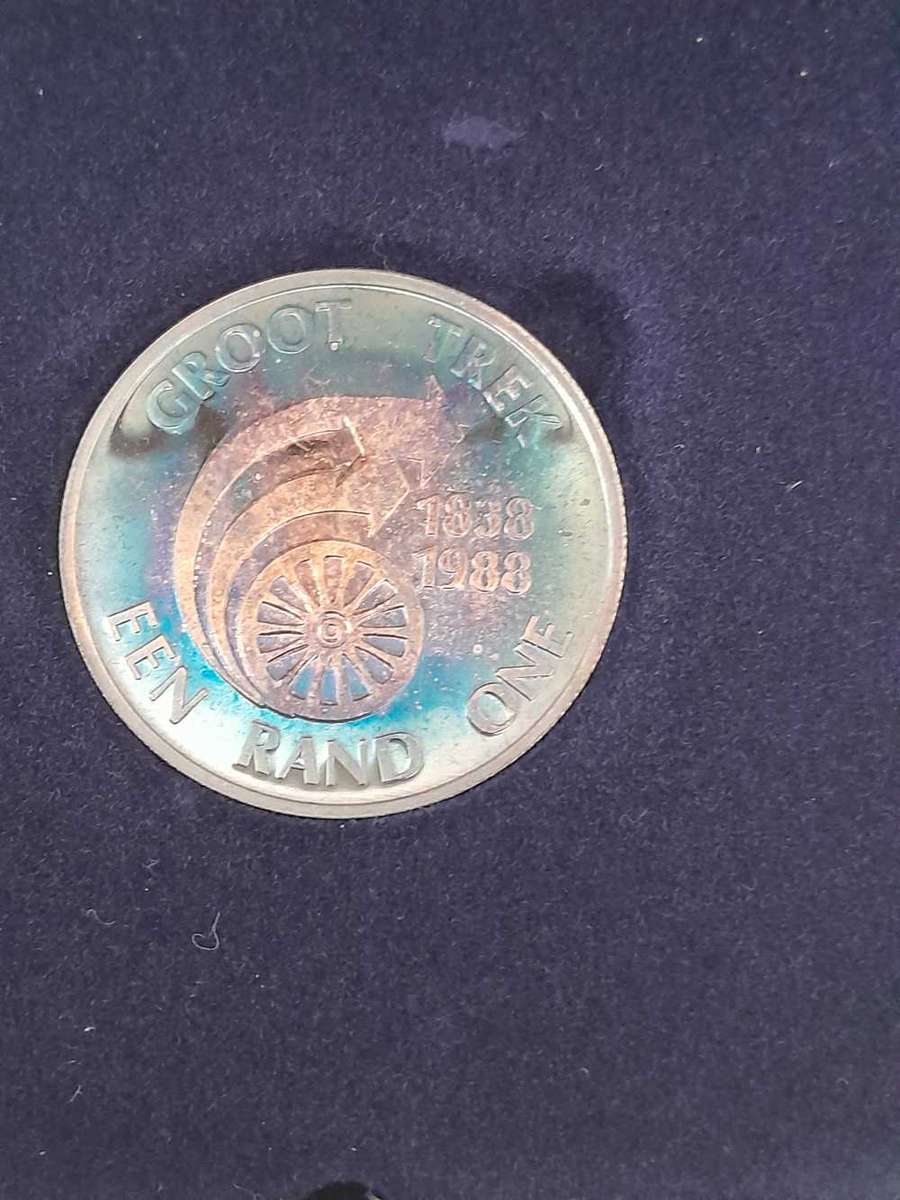 GROOT TREK
1838
1988
EEN RAND ONE